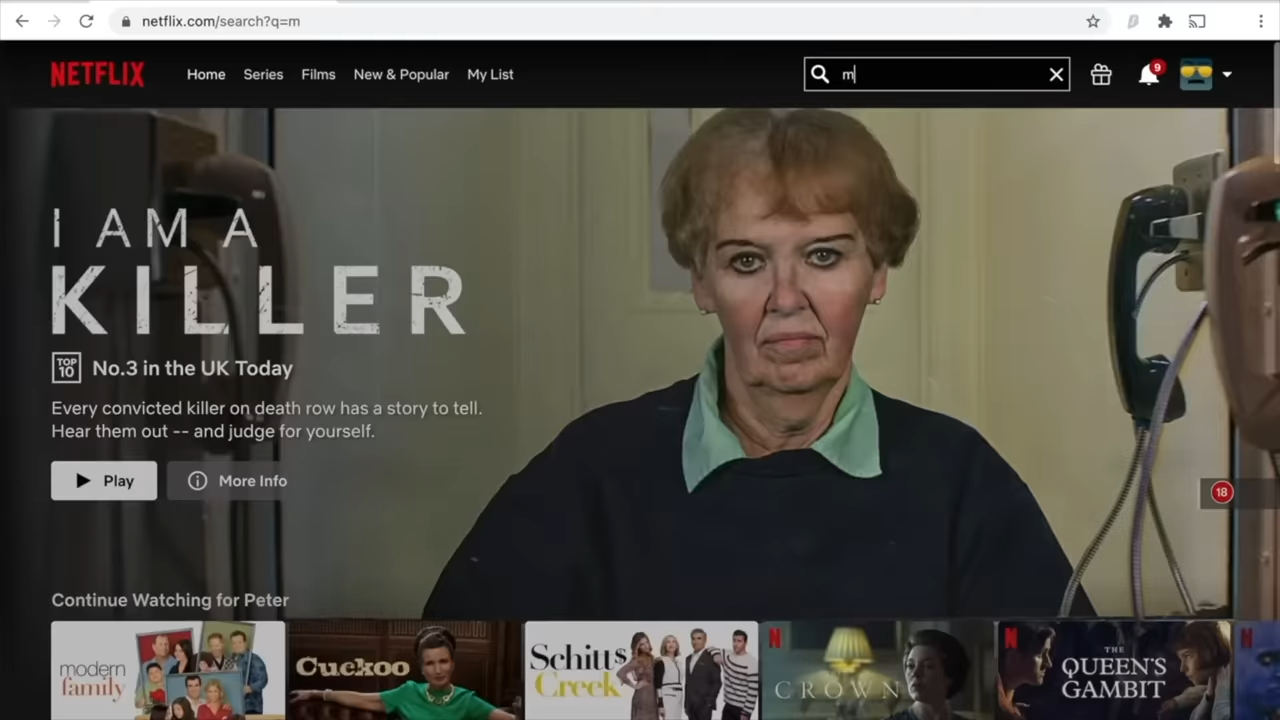 netflix.com/search?q=m
NETFLIX Home Series Films New & Popular My List m 9
I AM A
KILLER
TOP 10 No.3 in the UK Today
Every convicted killer on death row has a story to tell.
Hear them out -- and judge for yourself.
Play More Info
18
Continue Watching for Peter
modern family
Cuckoo
Schitt's Creek
N CROWN
N THE QUEEN'S GAMBIT
N